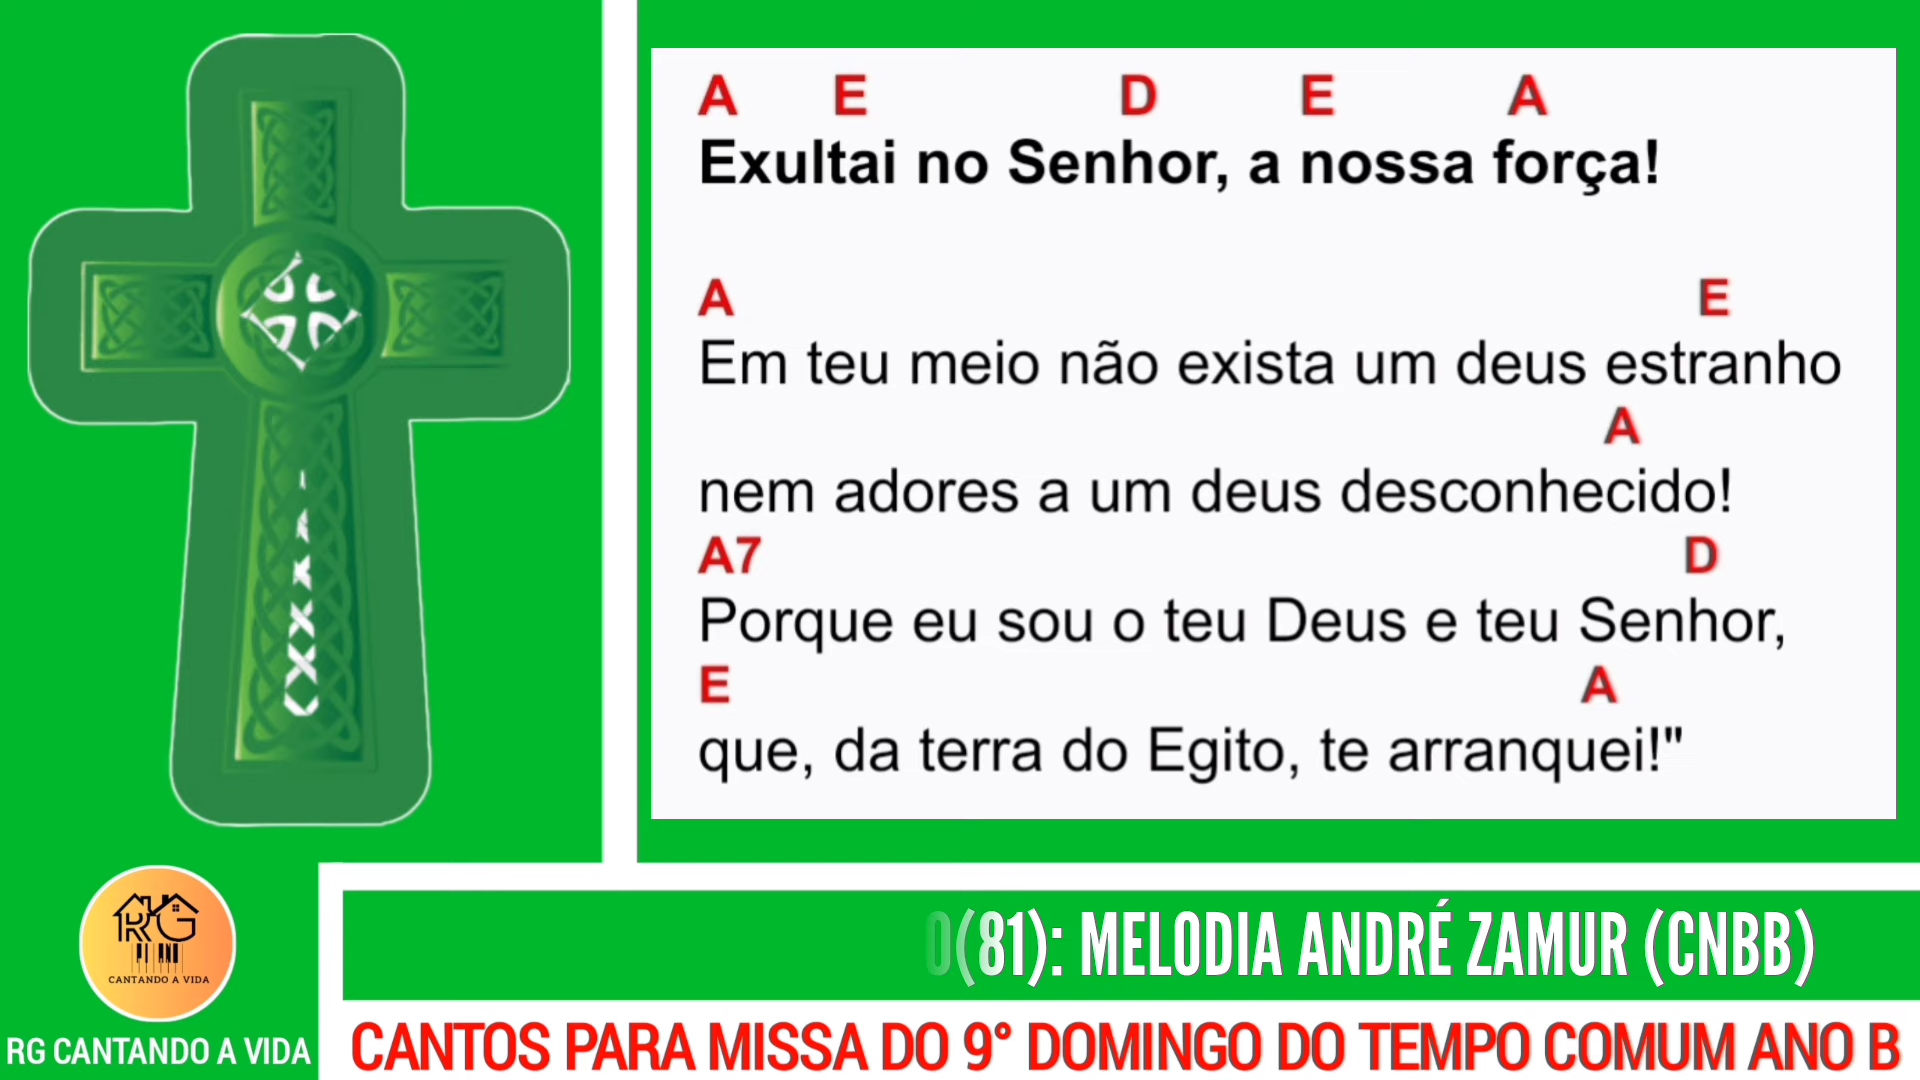 A E D E A
Exultai no Senhor, a nossa força!
A E
Em teu meio não exista um deus estranho
A
nem adores a um deus desconhecido!
A7 D
Porque eu sou o teu Deus e teu Senhor,
E A
que, da terra do Egito, te arranquei!"
RG
CANTANDO A VIDA
RG CANTANDO A VIDA
0(81): MELODIA ANDRÉ ZAMUR (CNBB)
CANTOS PARA MISSA DO 9° DOMINGO DO TEMPO COMUM ANO B